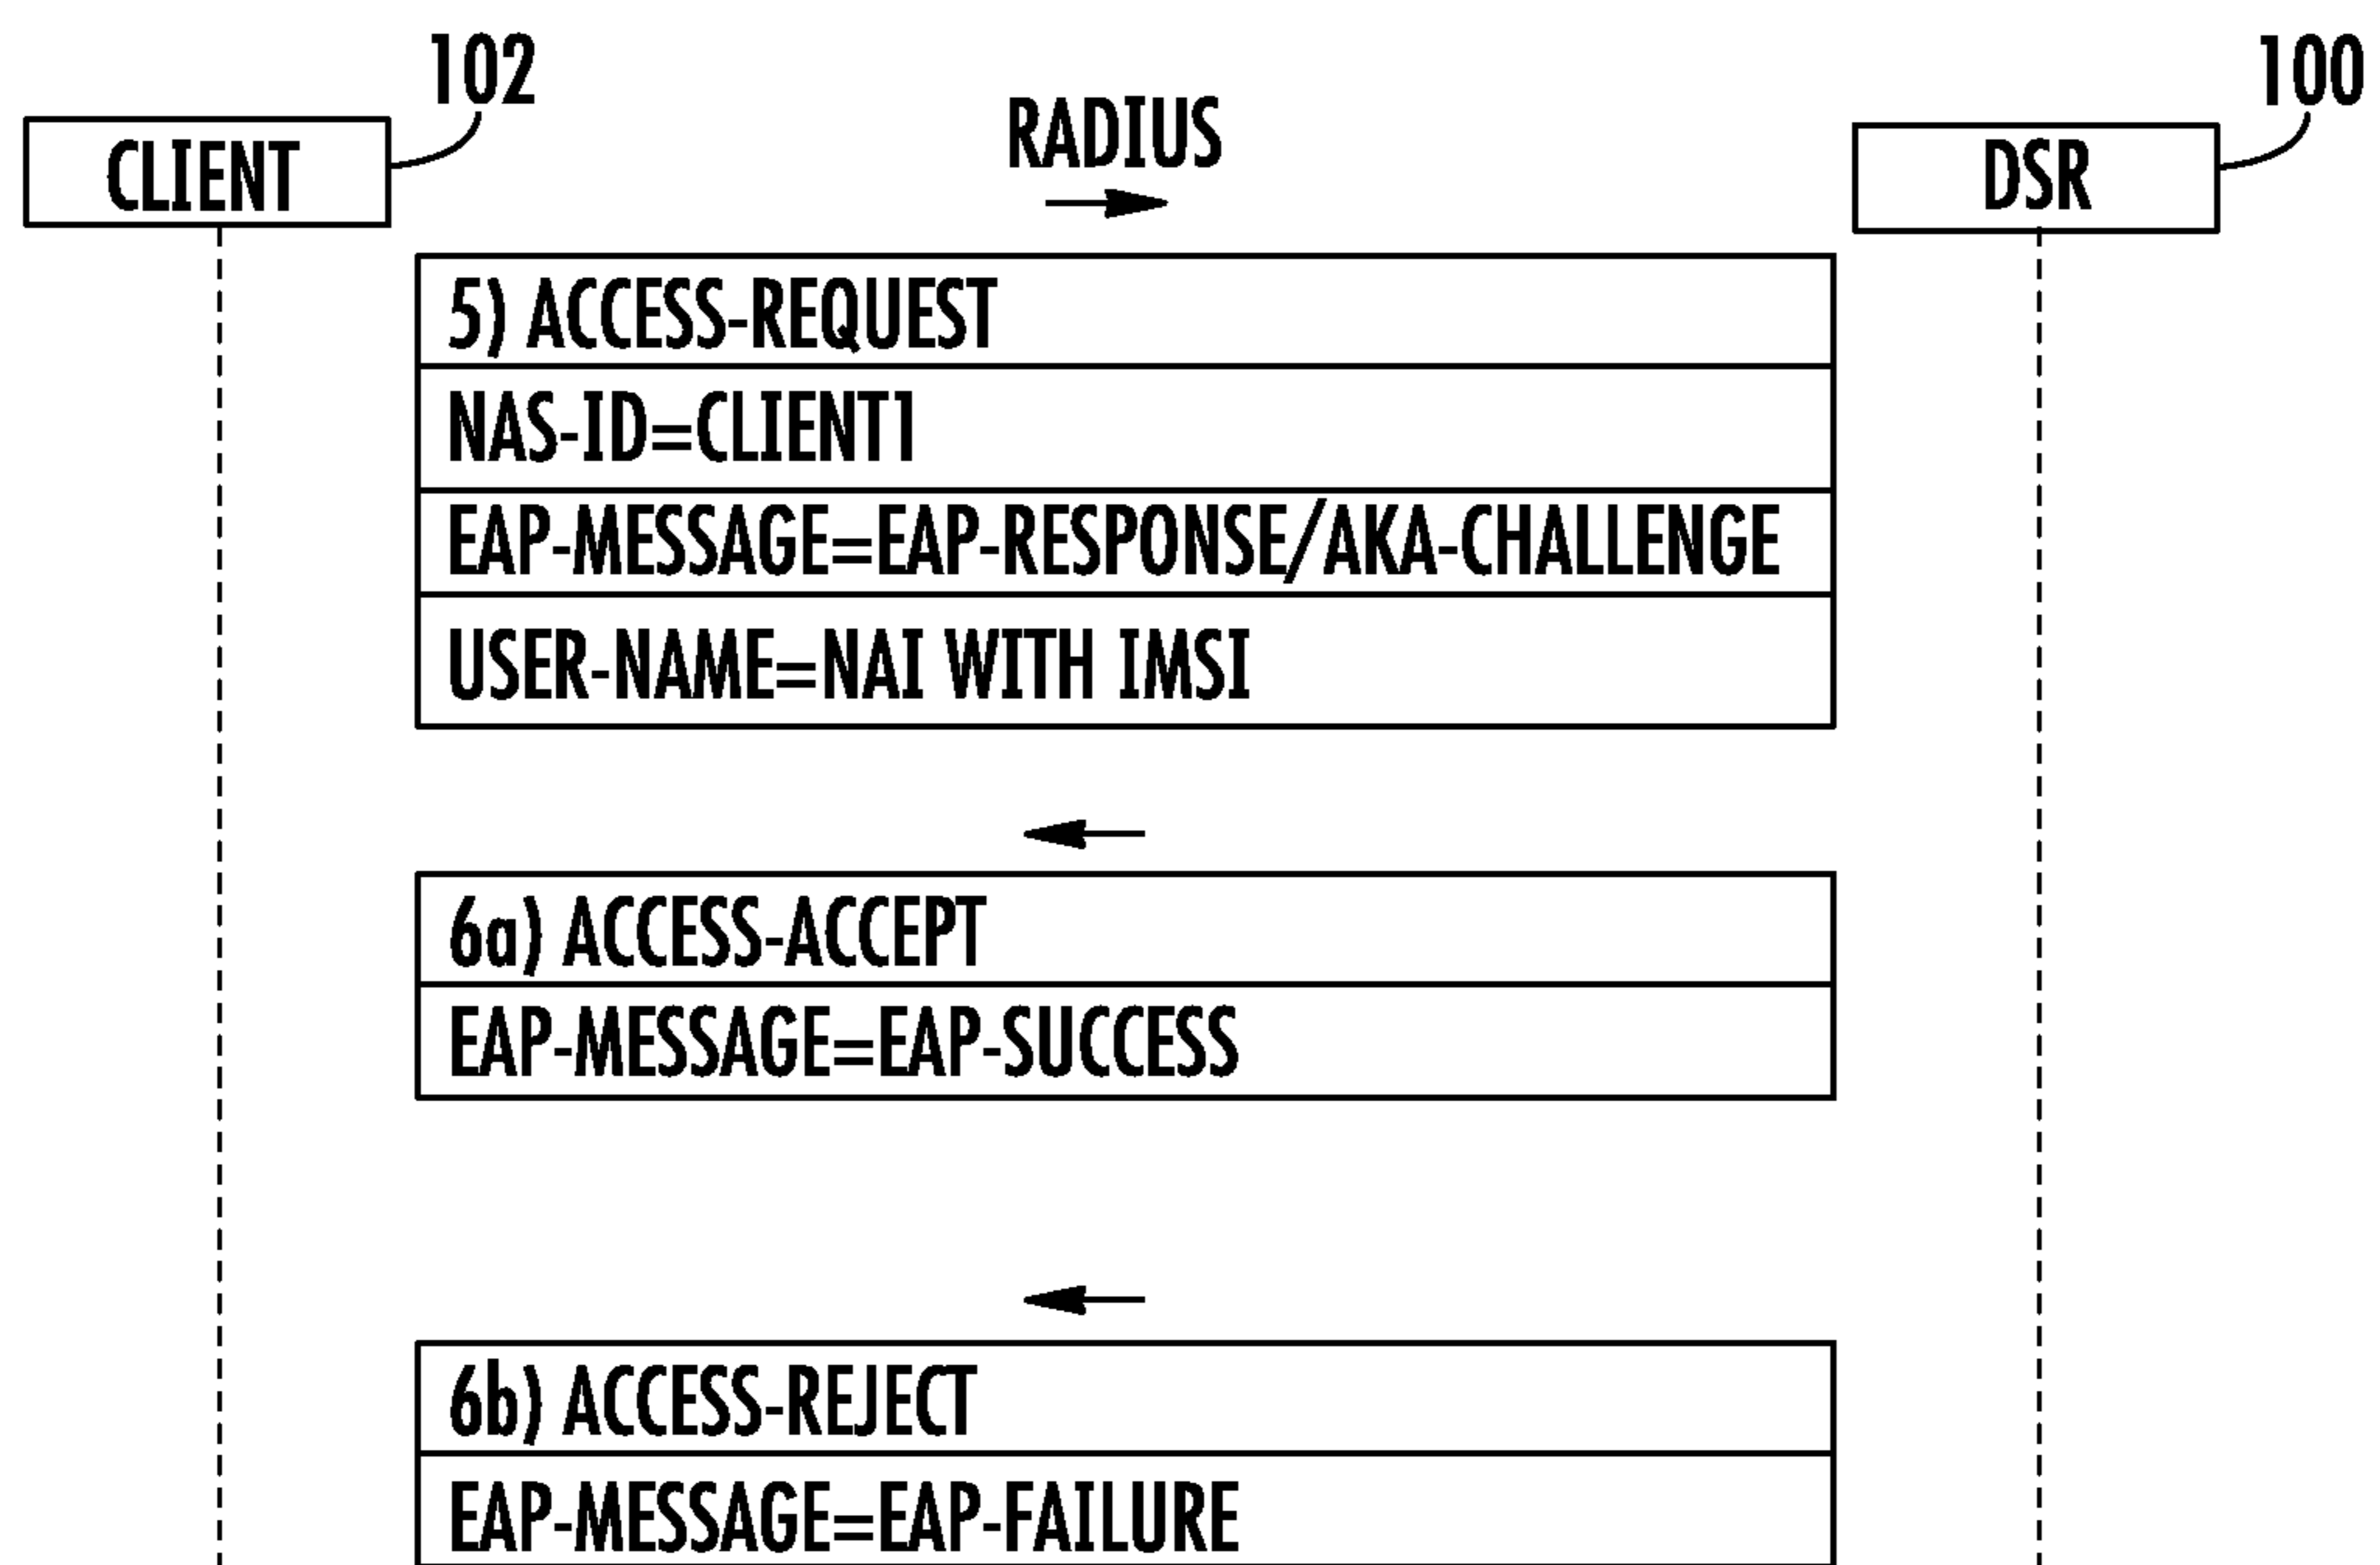 102
100
CLIENT
RADIUS
DSR
5) ACCESS-REQUEST
NAS-ID=CLIENT1
EAP-MESSAGE=EAP-RESPONSE/AKA-CHALLENGE
USER-NAME=NAI WITH IMSI
6a) ACCESS-ACCEPT
EAP-MESSAGE=EAP-SUCCESS
6b) ACCESS-REJECT
EAP-MESSAGE=EAP-FAILURE